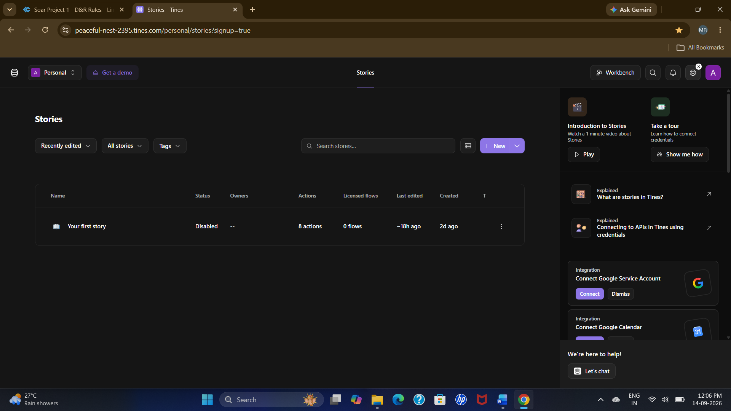 Soar Project 1 - D&R Rules
Stories - Tines
Ask Gemini
peaceful-nest-2395.tines.com/personal/stories/signup=true
MB
All Bookmarks
A Personal
Get a demo
Stories
Workbench
A
Stories
Recently edited
All stories
Tags
Search stories...
New
Name Status Owners Actions Licensed flows Last edited Created T
Your first story Disabled -- 8 actions 0 flows ~18h ago 2d ago
Introduction to Stories
Watch a 1 minute video about
Stories
Play
Take a tour
Learn how to connect
credentials
Show me how
Explained
What are stories in Tines?
Explained
Connecting to APIs in Tines using
credentials
Integration
Connect Google Service Account
Connect Dismiss
Integration
Connect Google Calendar
We're here to help!
Let's chat
27°C
Rain showers
Search
ENG
IN
12:06 PM
14-09-2026